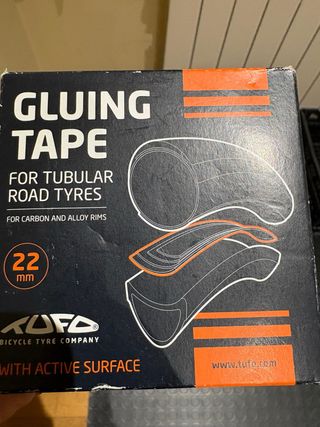 GLUING
TAPE
FOR TUBULAR
ROAD TYRES
FOR CARBON AND ALLOY RIMS
22
mm
TUFO®
BICYCLE TYRE COMPANY
WITH ACTIVE SURFACE
www.tufo.com